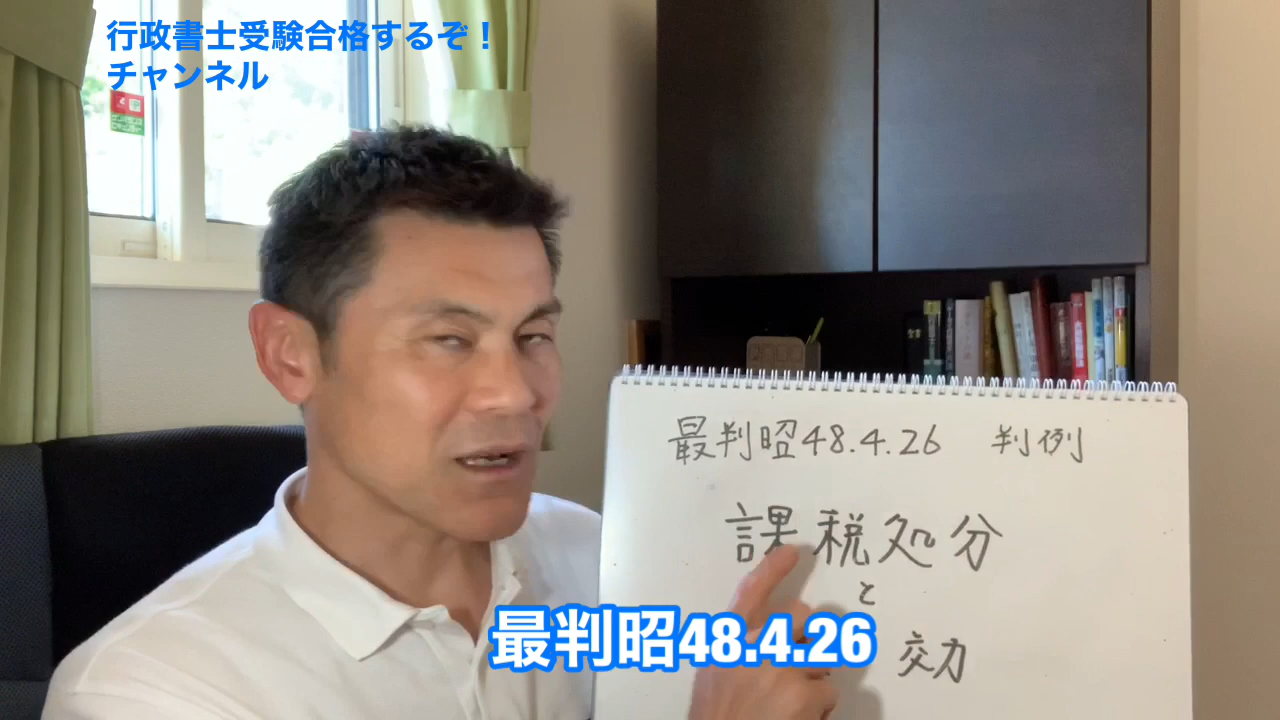 行政書士受験合格するぞ！
チャンネル
最判昭48.4.26 判例
課税処分
と
効力
最判昭48.4.26